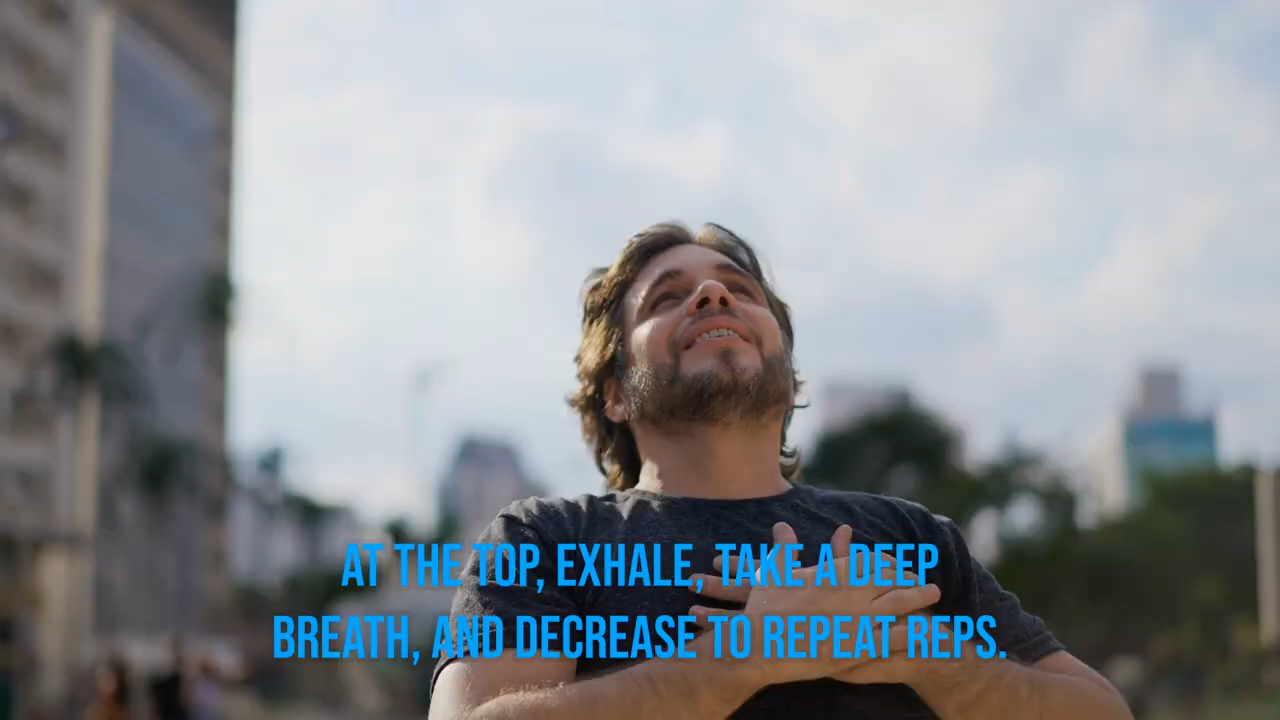 AT THE TOP, EXHALE, TAKE A DEEP
BREATH, AND DECREASE TO REPEAT REPS.